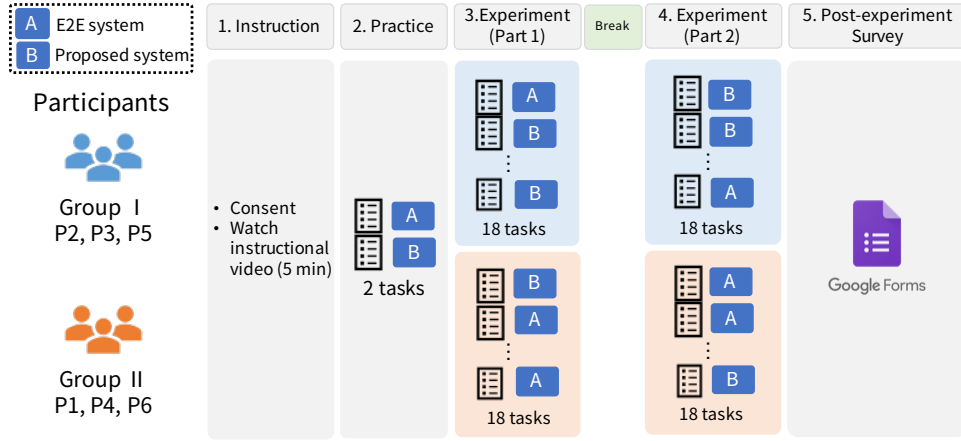 A E2E system
B Proposed system
1. Instruction
2. Practice
3.Experiment
(Part 1)
Break
4. Experiment
(Part 2)
5. Post-experiment
Survey
Participants
Group I
P2, P3, P5
Group II
P1, P4, P6
• Consent
• Watch
instructional
video (5 min)
A
B
2 tasks
A
B
⋮
B
18 tasks
B
A
⋮
A
18 tasks
B
B
⋮
A
18 tasks
A
A
⋮
B
18 tasks
Google Forms